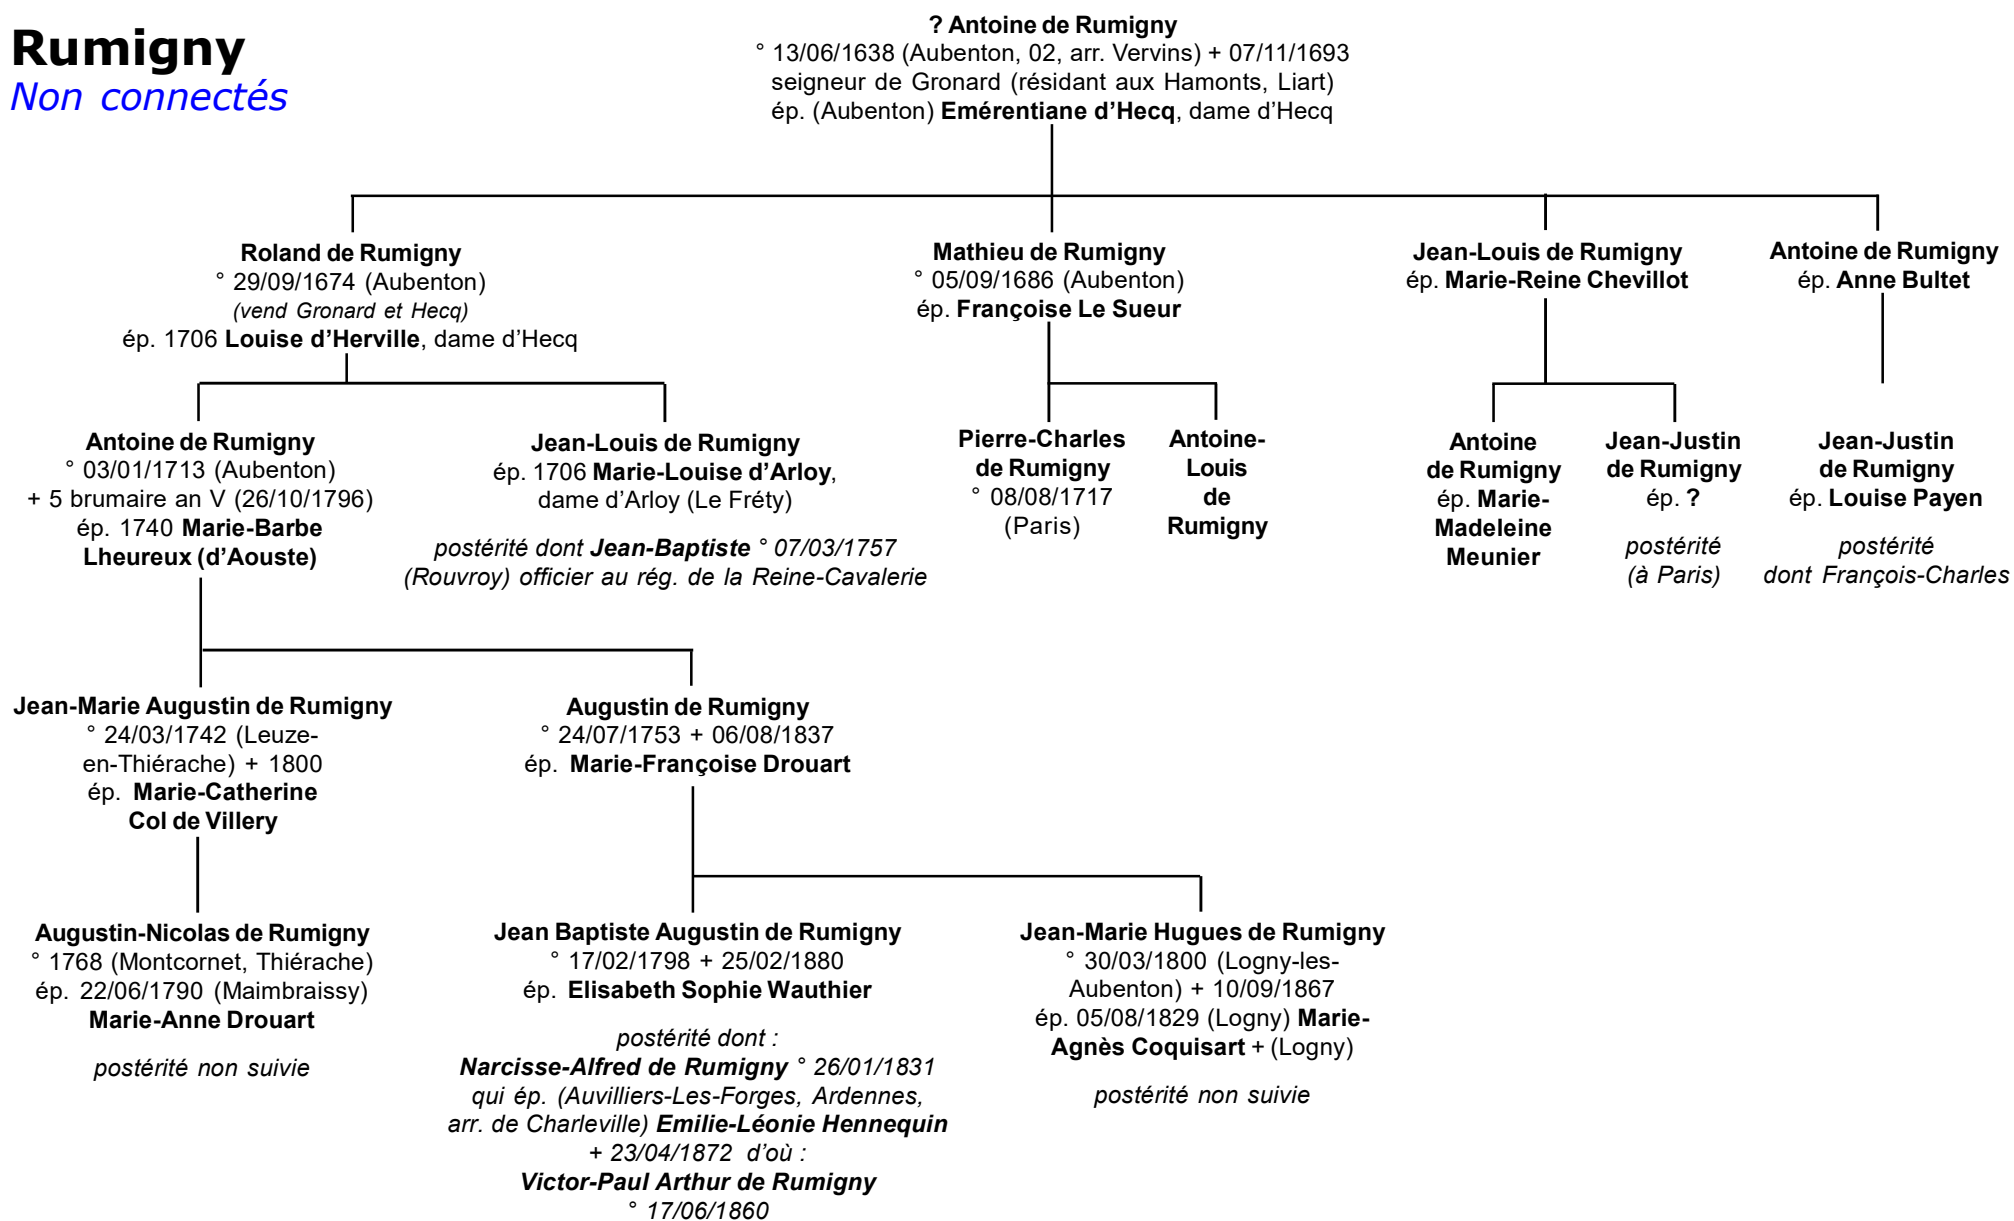 Rumigny
Non connectés
? Antoine de Rumigny
° 13/06/1638 (Aubenton, 02, arr. Vervins) + 07/11/1693
seigneur de Gronard (résidant aux Hamonts, Liart)
ép. (Aubenton) Emérentiane d’Hecq, dame d’Hecq
Roland de Rumigny
° 29/09/1674 (Aubenton)
(vend Gronard et Hecq)
ép. 1706 Louise d’Herville, dame d’Hecq
Mathieu de Rumigny
° 05/09/1686 (Aubenton)
ép. Françoise Le Sueur
Jean-Louis de Rumigny
ép. Marie-Reine Chevillot
Antoine de Rumigny
ép. Anne Bultet
Antoine de Rumigny
° 03/01/1713 (Aubenton)
+ 5 brumaire an V (26/10/1796)
ép. 1740 Marie-Barbe
Lheureux (d’Aouste)
Jean-Louis de Rumigny
ép. 1706 Marie-Louise d’Arloy,
dame d’Arloy (Le Fréty)
postérité dont Jean-Baptiste ° 07/03/1757
(Rouvroy) officier au rég. de la Reine-Cavalerie
Pierre-Charles
de Rumigny
° 08/08/1717
(Paris)
Antoine-
Louis
de
Rumigny
Antoine
de Rumigny
ép. Marie-
Madeleine
Meunier
Jean-Justin
de Rumigny
ép. ?
postérité
(à Paris)
Jean-Justin
de Rumigny
ép. Louise Payen
postérité
dont François-Charles
Jean-Marie Augustin de Rumigny
° 24/03/1742 (Leuze-
en-Thiérache) + 1800
ép. Marie-Catherine
Col de Villery
Augustin de Rumigny
° 24/07/1753 + 06/08/1837
ép. Marie-Françoise Drouart
Augustin-Nicolas de Rumigny
° 1768 (Montcornet, Thiérache)
ép. 22/06/1790 (Maimbraissy)
Marie-Anne Drouart
postérité non suivie
Jean Baptiste Augustin de Rumigny
° 17/02/1798 + 25/02/1880
ép. Elisabeth Sophie Wauthier
postérité dont :
Narcisse-Alfred de Rumigny ° 26/01/1831
qui ép. (Auvilliers-Les-Forges, Ardennes,
arr. de Charleville) Emilie-Léonie Hennequin
+ 23/04/1872 d’où :
Victor-Paul Arthur de Rumigny
° 17/06/1860
Jean-Marie Hugues de Rumigny
° 30/03/1800 (Logny-les-
Aubenton) + 10/09/1867
ép. 05/08/1829 (Logny) Marie-
Agnès Coquisart + (Logny)
postérité non suivie